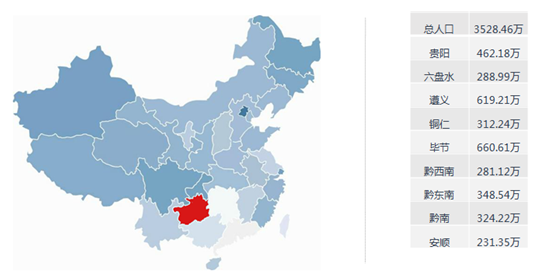 总人口 3528.46万
贵阳 462.18万
六盘水 288.99万
遵义 619.21万
铜仁 312.24万
毕节 660.61万
黔西南 281.12万
黔东南 348.54万
黔南 324.22万
安顺 231.35万